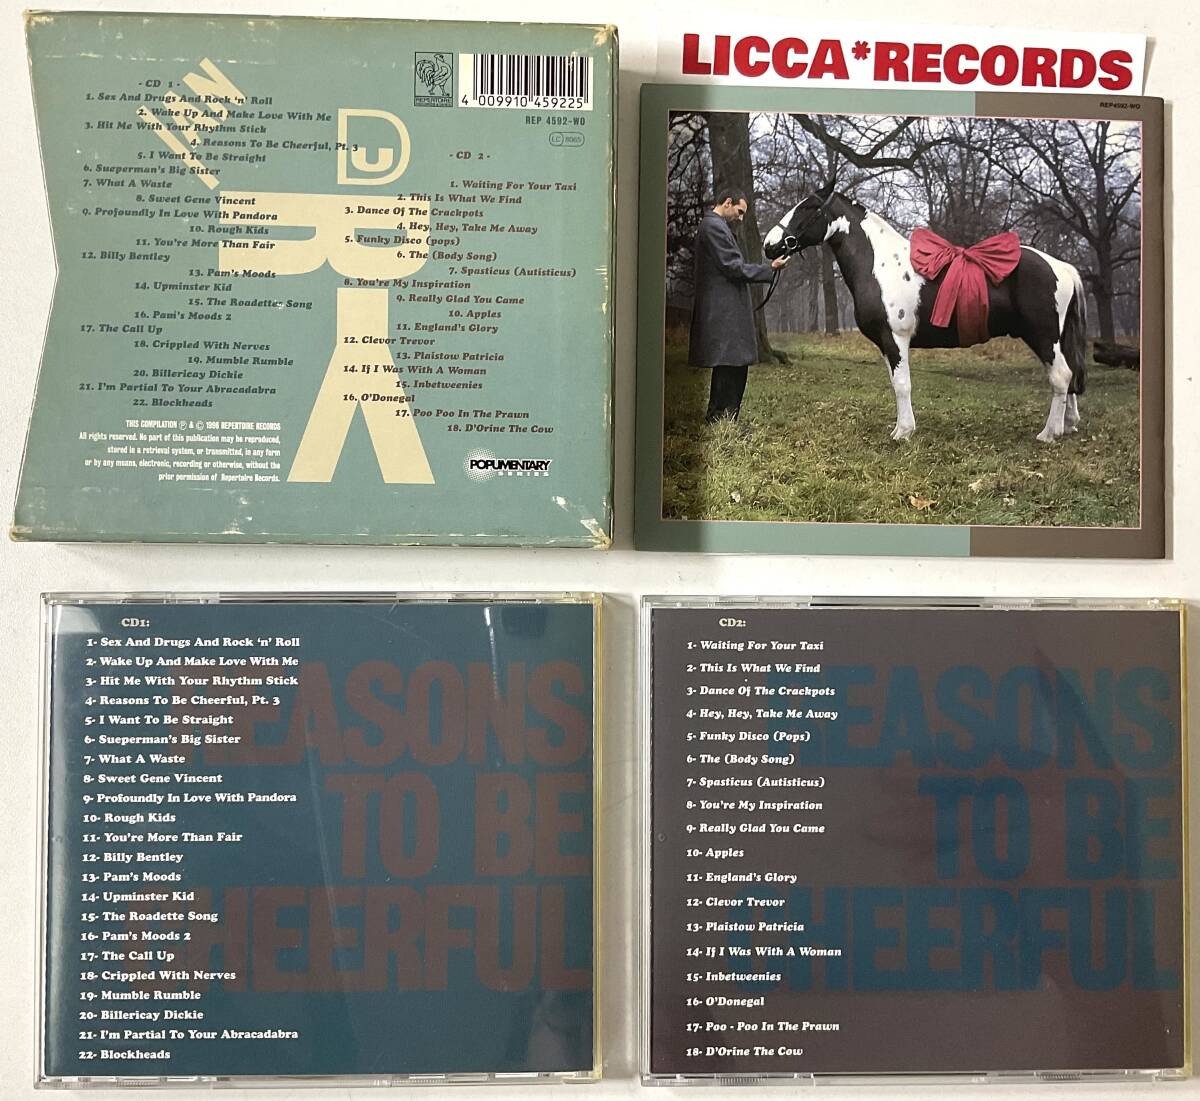 LICCA*RECORDS
REPERTOIRE
4 009910 459225
REP 4592-WO
LC 8065
IAN
DU
R
Y
- CD 1 -
1. Sex And Drugs And Rock 'n' Roll
2. Wake Up And Make Love With Me
3. Hit Me With Your Rhythm Stick
4. Reasons To Be Cheerful, Pt. 3
5. I Want To Be Straight
6. Sueperman's Big Sister
7. What A Waste
8. Sweet Gene Vincent
9. Profoundly In Love With Pandora
10. Rough Kids
11. You're More Than Fair
12. Billy Bentley
13. Pam's Moods
14. Upminster Kid
15. The Roadettes Song
16. Pam's Moods 2
17. The Call Up
18. Crippled With Nerves
19. Mumble Rumble
20. Billericay Dickie
21. I'm Partial To Your Abracadabra
22. Blockheads
- CD 2 -
1. Waiting For Your Taxi
2. This Is What We Find
3. Dance Of The Crackpots
4. Hey, Hey, Take Me Away
5. Funky Disco (pops)
6. The (Body Song)
7. Spasticus (Autisticus)
8. You're My Inspiration
9. Really Glad You Came
10. Apples
11. England's Glory
12. Clevor Trevor
13. Plaistow Patricia
14. If I Was With A Woman
15. Inbetweenies
16. O'Donegal
17. Poo Poo In The Prawn
18. D'Orine The Cow
THIS COMPILATION ℗ & © 1996 REPERTOIRE RECORDS
All rights reserved. No part of this publication may be reproduced,
stored in a retrieval system, or transmitted, in any form
or by any means, electronic, recording or otherwise, without the
prior permission of Repertoire Records.
POPUMENTARY
SERIES
REP4592-WO
REASONS
TO BE
CHEERFUL
CD1:
1- Sex And Drugs And Rock 'n' Roll
2- Wake Up And Make Love With Me
3- Hit Me With Your Rhythm Stick
4- Reasons To Be Cheerful, Pt. 3
5- I Want To Be Straight
6- Sueperman's Big Sister
7- What A Waste
8- Sweet Gene Vincent
9- Profoundly In Love With Pandora
10- Rough Kids
11- You're More Than Fair
12- Billy Bentley
13- Pam's Moods
14- Upminster Kid
15- The Roadette Song
16- Pam's Moods 2
17- The Call Up
18- Crippled With Nerves
19- Mumble Rumble
20- Billericay Dickie
21- I'm Partial To Your Abracadabra
22- Blockheads
REASONS
TO BE
CHEERFUL
CD2:
1- Waiting For Your Taxi
2- This Is What We Find
3- Dance Of The Crackpots
4- Hey, Hey, Take Me Away
5- Funky Disco (Pops)
6- The (Body Song)
7- Spasticus (Autisticus)
8- You're My Inspiration
9- Really Glad You Came
10- Apples
11- England's Glory
12- Clevor Trevor
13- Plaistow Patricia
14- If I Was With A Woman
15- Inbetweenies
16- O'Donegal
17- Poo - Poo In The Prawn
18- D'Orine The Cow